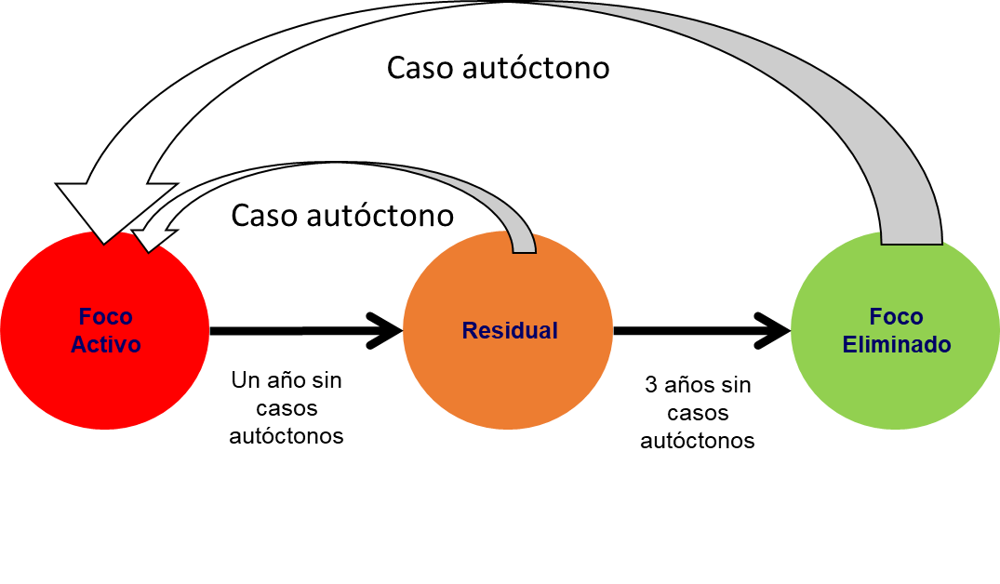 Caso autóctono
Caso autóctono
Foco
Activo
Residual
Foco
Eliminado
Un año sin
casos
autóctonos
3 años sin
casos
autóctonos